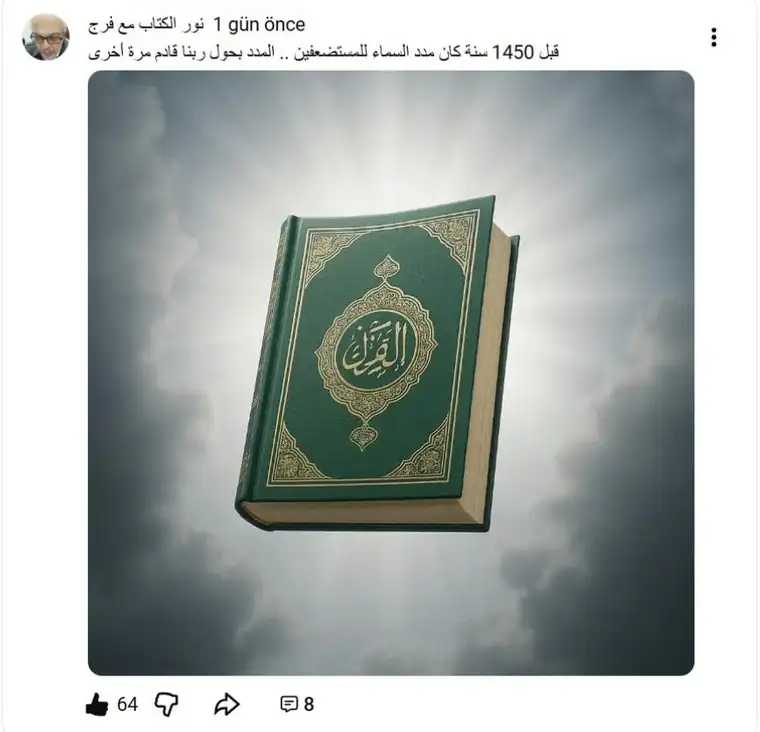 نور الكتاب مع فرج 1 gün önce
قبل 1450 سنة كان مدد السماء للمستضعفين .. المدد بحول ربنا قادم مرة أخرى
القرآن
64
8